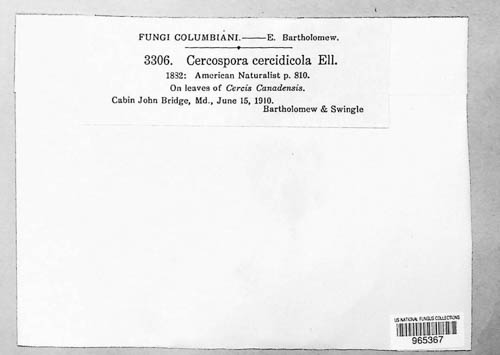 FUNGI COLUMBIANI.——E. Bartholomew.
3306. Cercospora cercidicola Ell.
1882: American Naturalist p. 810.
On leaves of Cercis Canadensis.
Cabin John Bridge, Md., June 15, 1910.
Bartholomew & Swingle
US NATIONAL FUNGUS COLLECTIONS
965367